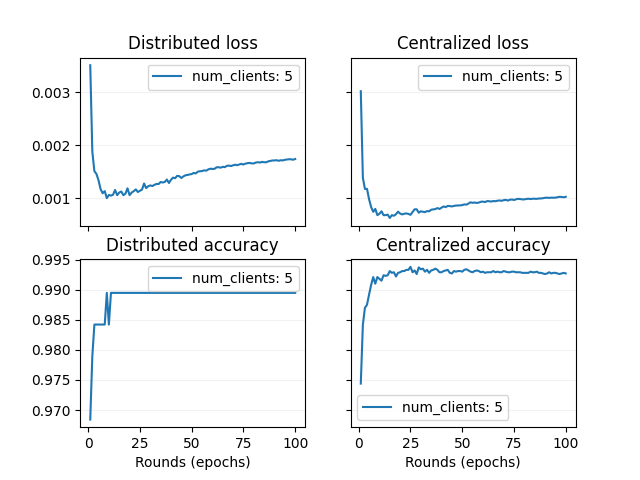 Distributed loss
Centralized loss
num_clients: 5
num_clients: 5
0.003
0.002
0.001
Distributed accuracy
Centralized accuracy
num_clients: 5
num_clients: 5
0.995
0.990
0.985
0.980
0.975
0.970
0 25 50 75 100
0 25 50 75 100
Rounds (epochs)
Rounds (epochs)